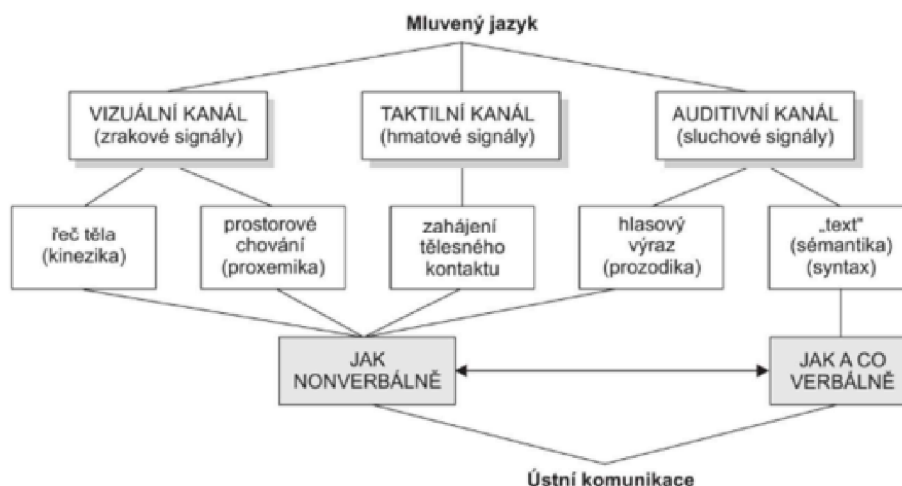 Mluvený jazyk
VIZUÁLNÍ KANÁL
(zrakové signály)
TAKTILNÍ KANÁL
(hmatové signály)
AUDITIVNÍ KANÁL
(sluchové signály)
řeč těla
(kinezika)
prostorové
chování
(proxemika)
zahájení
tělesného
kontaktu
hlasový
výraz
(prozodika)
„text“
(sémantika)
(syntax)
JAK
NONVERBÁLNĚ
JAK A CO
VERBÁLNĚ
Ústní komunikace